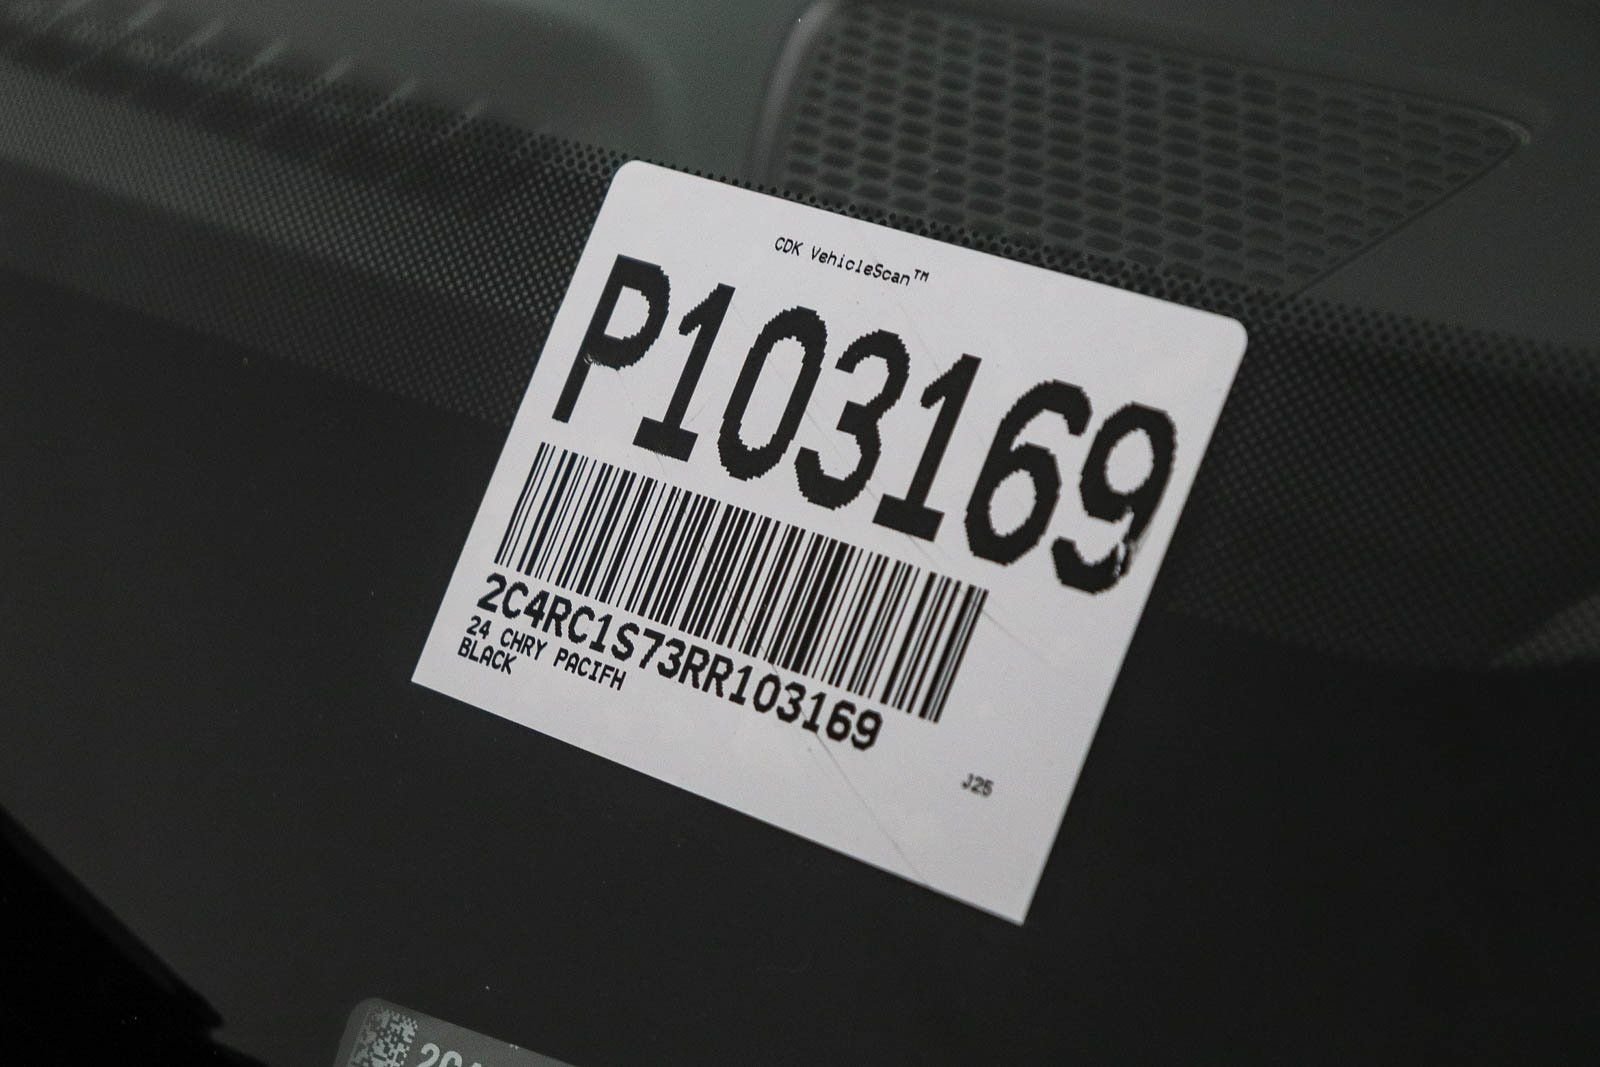 CDK VehicleScan™
P103169
2C4RC1S73RR103169
24 CHRY PACIFH
BLACK
J25